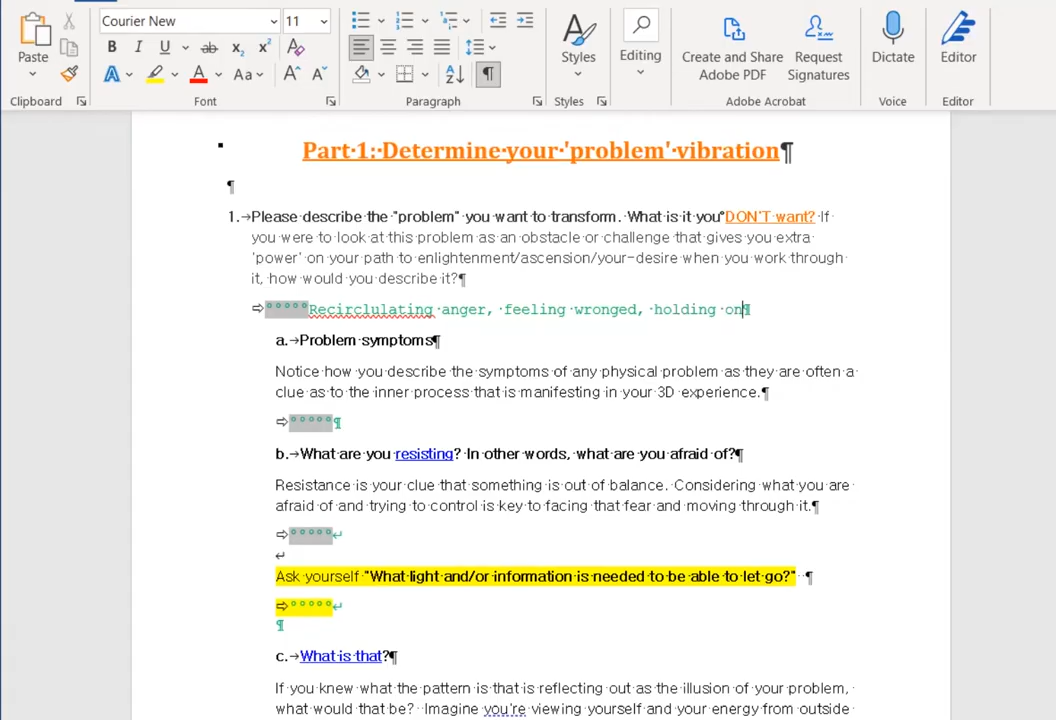 Courier New 11
Paste
B I U ab x₂ x²
A A Aa A A
A Z
Styles
Editing
Create and Share
Adobe PDF
Request
Signatures
Dictate
Editor
Clipboard
Font
Paragraph
Styles
Adobe Acrobat
Voice
Editor
Part 1: Determine your 'problem' vibration¶
¶
1. Please describe the "problem" you want to transform. What is it you DON'T want? If
you were to look at this problem as an obstacle or challenge that gives you extra
'power' on your path to enlightenment/ascension/your-desire when you work through
it, how would you describe it?¶
⇨ Recirclulating anger, feeling wronged, holding on¶
a. Problem symptoms¶
Notice how you describe the symptoms of any physical problem as they are often a
clue as to the inner process that is manifesting in your 3D experience.¶
⇨ ¶
b. What are you resisting? In other words, what are you afraid of?¶
Resistance is your clue that something is out of balance. Considering what you are
afraid of and trying to control is key to facing that fear and moving through it.¶
⇨ ↵
↵
Ask yourself "What light and/or information is needed to be able to let go?" ¶
⇨ ↵
¶
c. What is that?¶
If you knew what the pattern is that is reflecting out as the illusion of your problem,
what would that be? Imagine you're viewing yourself and your energy from outside